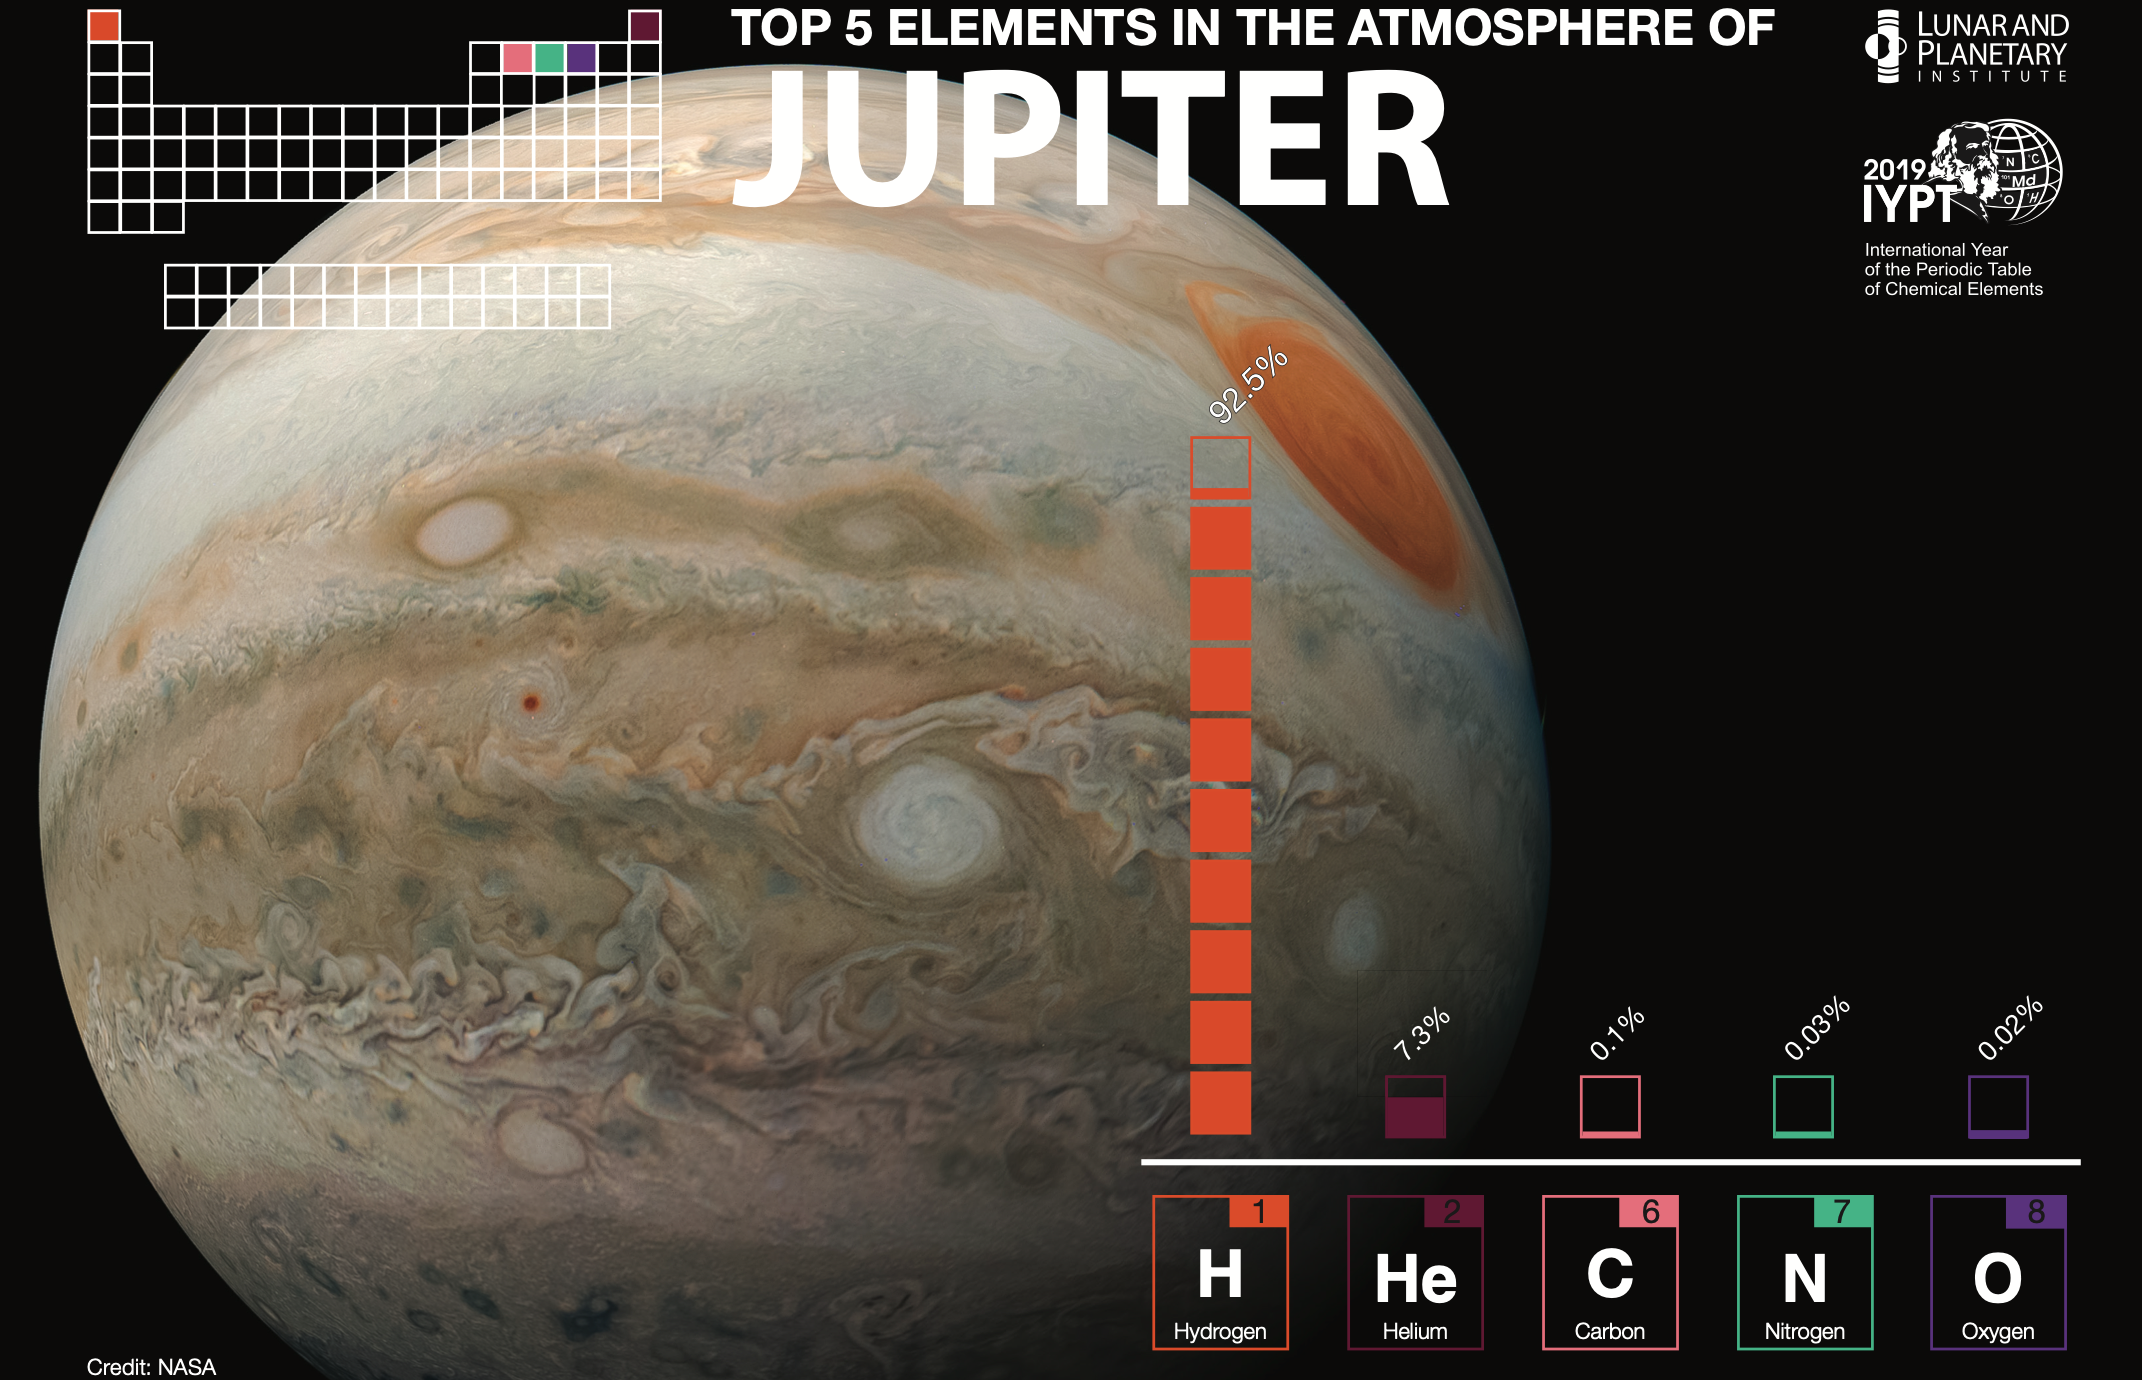 TOP 5 ELEMENTS IN THE ATMOSPHERE OF
JUPITER
LUNAR AND
PLANETARY
INSTITUTE
2019
IYPT
N
C
101
Md
O
H
International Year
of the Periodic Table
of Chemical Elements
92.5%
7.3%
0.1%
0.03%
0.02%
1
H
Hydrogen
2
He
Helium
6
C
Carbon
7
N
Nitrogen
8
O
Oxygen
Credit: NASA